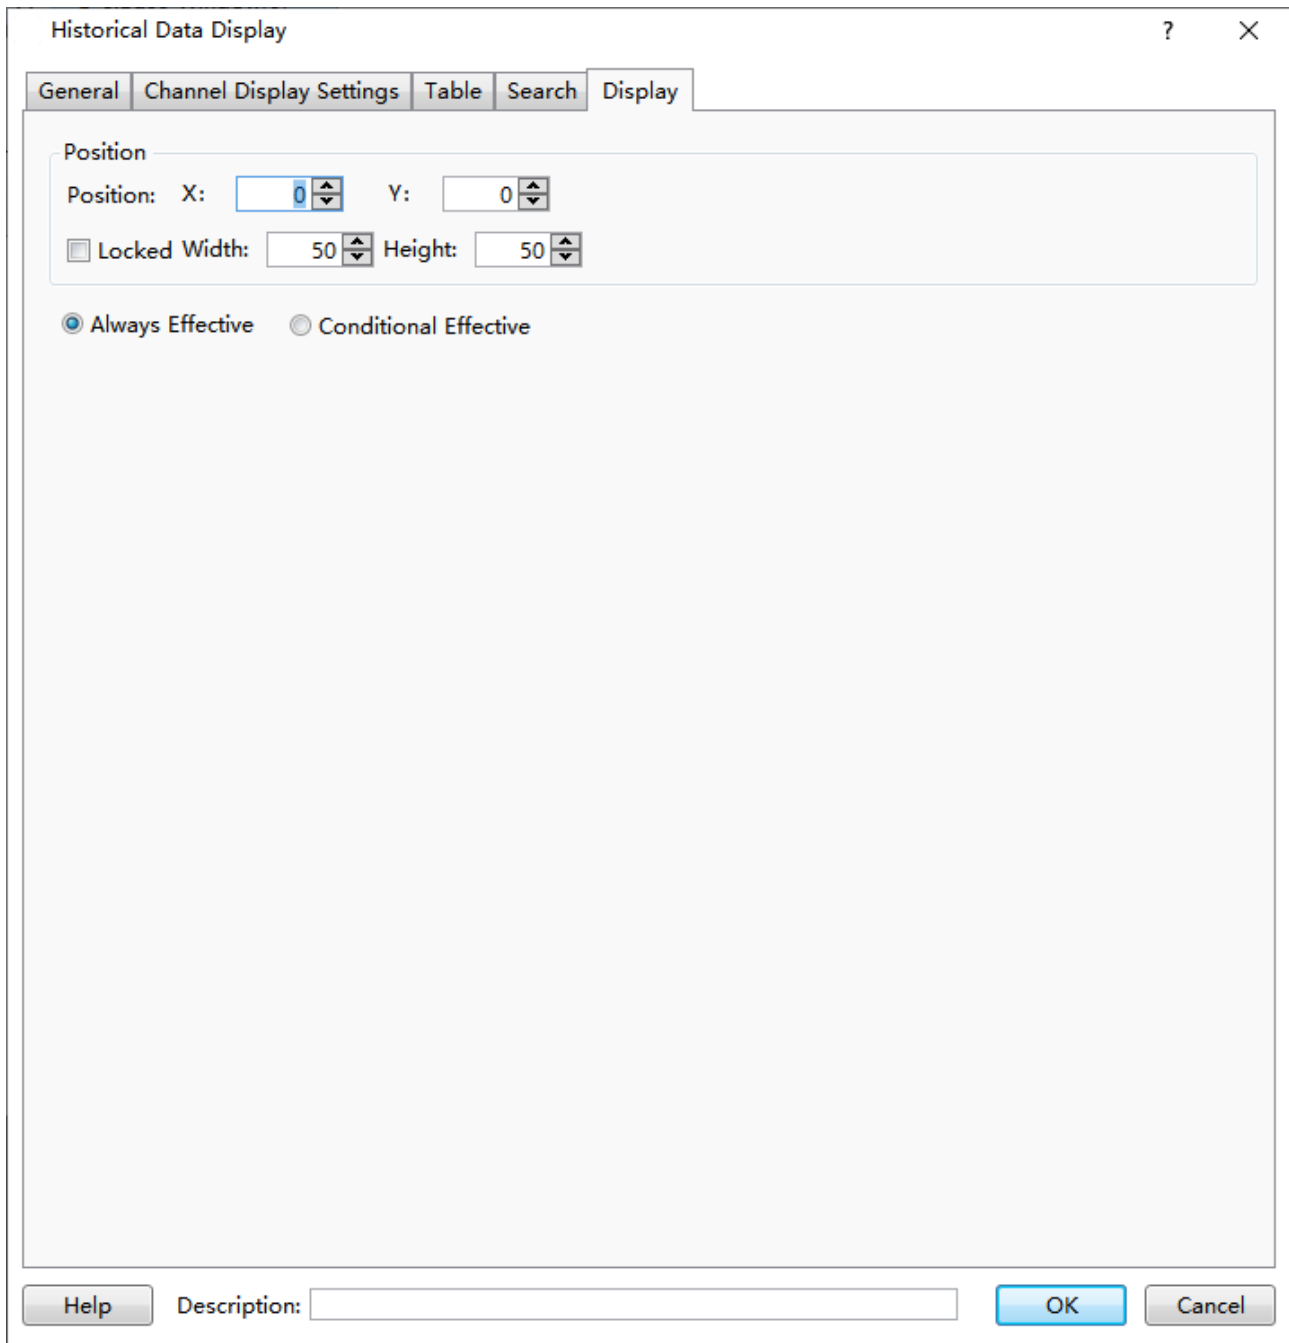 Historical Data Display ?
General Channel Display Settings Table Search Display
Position
Position: X: 0 Y: 0
Locked Width: 50 Height: 50
Always Effective Conditional Effective
Help Description: OK Cancel